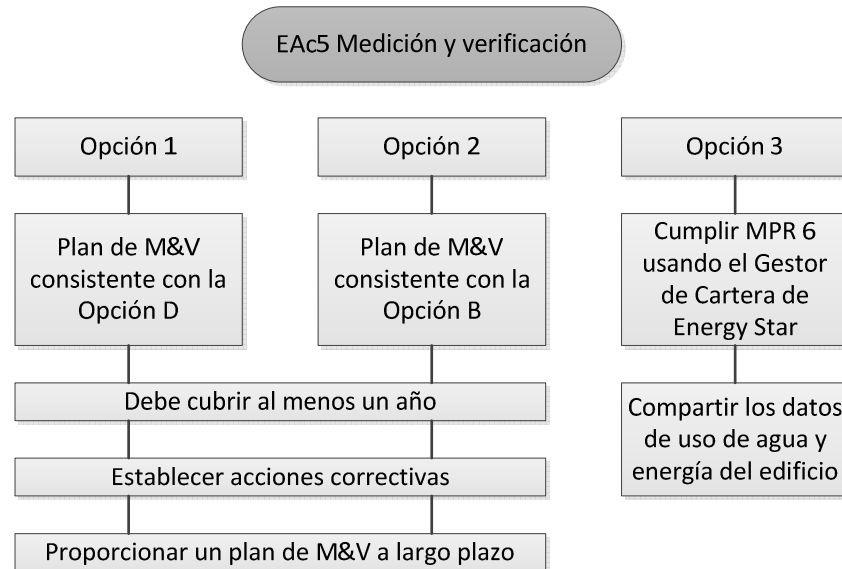 EAc5 Medición y verificación
Opción 1
Opción 2
Opción 3
Plan de M&V
consistente con la
Opción D
Plan de M&V
consistente con la
Opción B
Cumplir MPR 6
usando el Gestor
de Cartera de
Energy Star
Debe cubrir al menos un año
Establecer acciones correctivas
Proporcionar un plan de M&V a largo plazo
Compartir los datos
de uso de agua y
energía del edificio